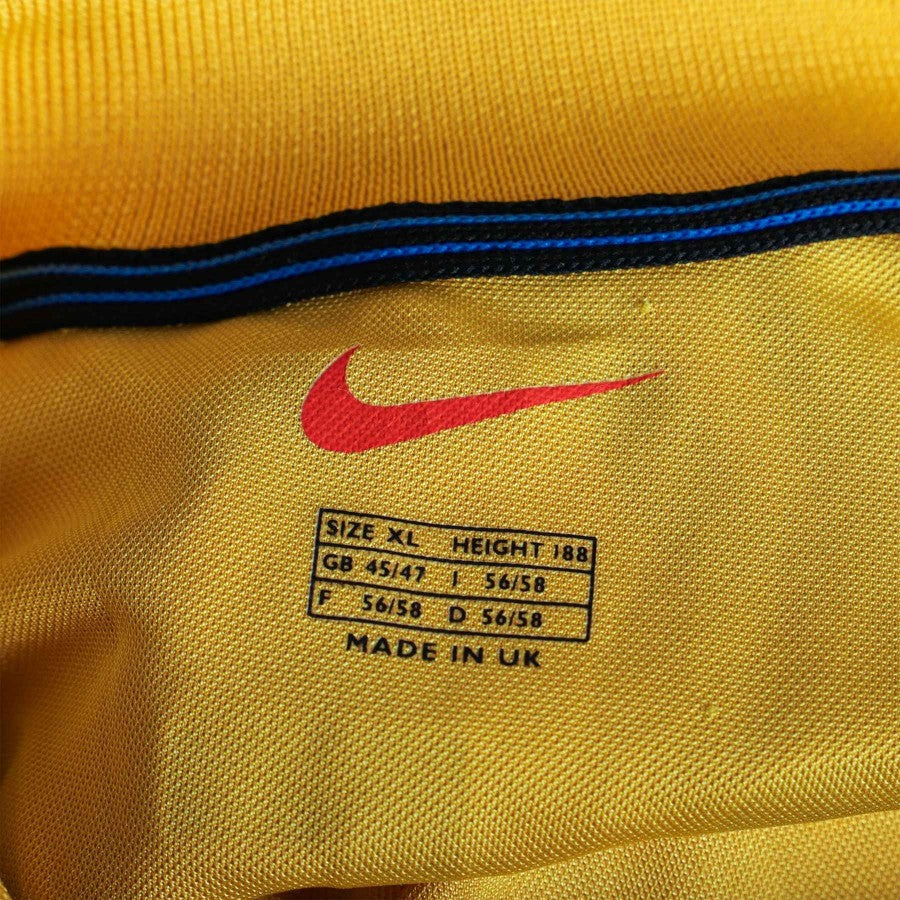 SIZE XL HEIGHT 188
GB 45/47 I 56/58
F 56/58 D 56/58
MADE IN UK